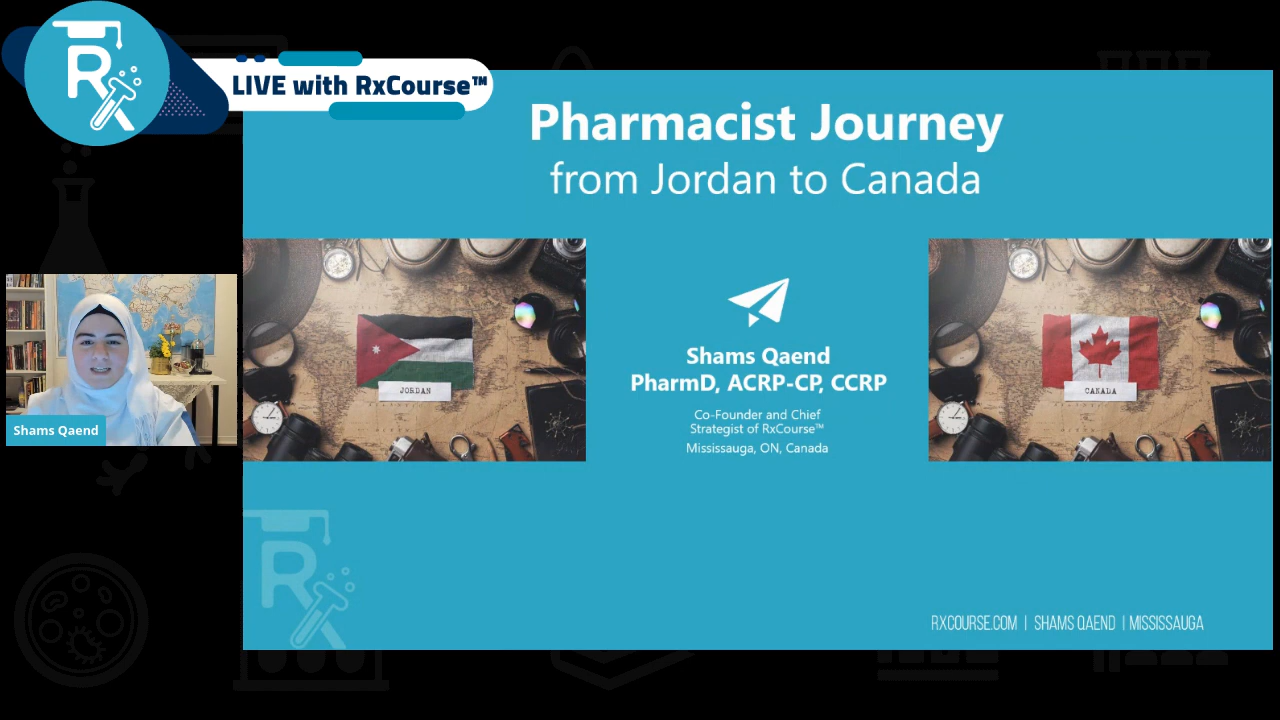 LIVE with RxCourse™
Pharmacist Journey
from Jordan to Canada
Shams Qaend
PharmD, ACRP-CP, CCRP
Co-Founder and Chief
Strategist of RxCourse™
Mississauga, ON, Canada
JORDAN
CANADA
Shams Qaend
RXCOURSE.COM | SHAMS QAEND | MISSISSAUGA